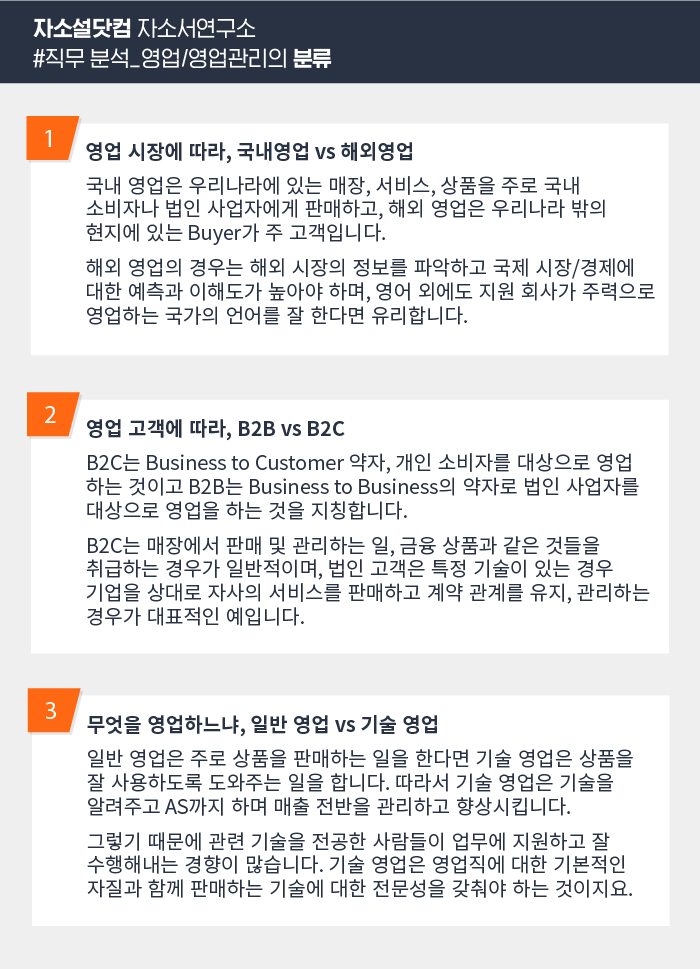 자소설닷컴 자소서연구소
#직무 분석_영업/영업관리의 분류
1
영업 시장에 따라, 국내영업 vs 해외영업
국내 영업은 우리나라에 있는 매장, 서비스, 상품을 주로 국내
소비자나 법인 사업자에게 판매하고, 해외 영업은 우리나라 밖의
현지에 있는 Buyer가 주 고객입니다.
해외 영업의 경우는 해외 시장의 정보를 파악하고 국제 시장/경제에
대한 예측과 이해도가 높아야 하며, 영어 외에도 지원 회사가 주력으로
영업하는 국가의 언어를 잘 한다면 유리합니다.
2
영업 고객에 따라, B2B vs B2C
B2C는 Business to Customer 약자, 개인 소비자를 대상으로 영업
하는 것이고 B2B는 Business to Business의 약자로 법인 사업자를
대상으로 영업을 하는 것을 지칭합니다.
B2C는 매장에서 판매 및 관리하는 일, 금융 상품과 같은 것들을
취급하는 경우가 일반적이며, 법인 고객은 특정 기술이 있는 경우
기업을 상대로 자사의 서비스를 판매하고 계약 관계를 유지, 관리하는
경우가 대표적인 예입니다.
3
무엇을 영업하느냐, 일반 영업 vs 기술 영업
일반 영업은 주로 상품을 판매하는 일을 한다면 기술 영업은 상품을
잘 사용하도록 도와주는 일을 합니다. 따라서 기술 영업은 기술을
알려주고 AS까지 하며 매출 전반을 관리하고 향상시킵니다.
그렇기 때문에 관련 기술을 전공한 사람들이 업무에 지원하고 잘
수행해내는 경향이 많습니다. 기술 영업은 영업직에 대한 기본적인
자질과 함께 판매하는 기술에 대한 전문성을 갖춰야 하는 것이지요.